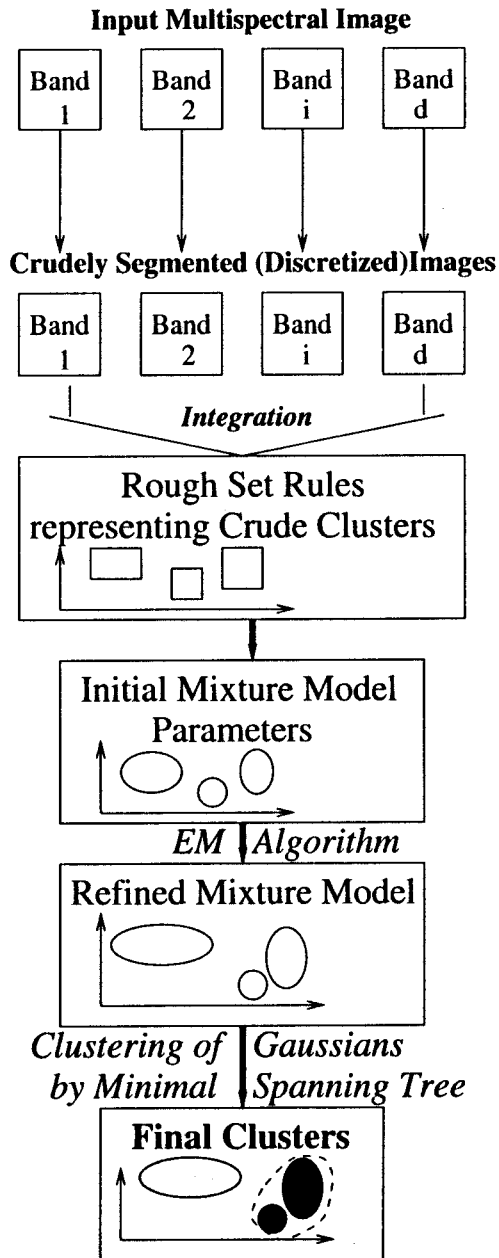 Input Multispectral Image
Band 1
Band 2
Band i
Band d
Crudely Segmented (Discretized)Images
Band 1
Band 2
Band i
Band d
Integration
Rough Set Rules
representing Crude Clusters
Initial Mixture Model
Parameters
EM Algorithm
Refined Mixture Model
Clustering of Gaussians
by Minimal Spanning Tree
Final Clusters